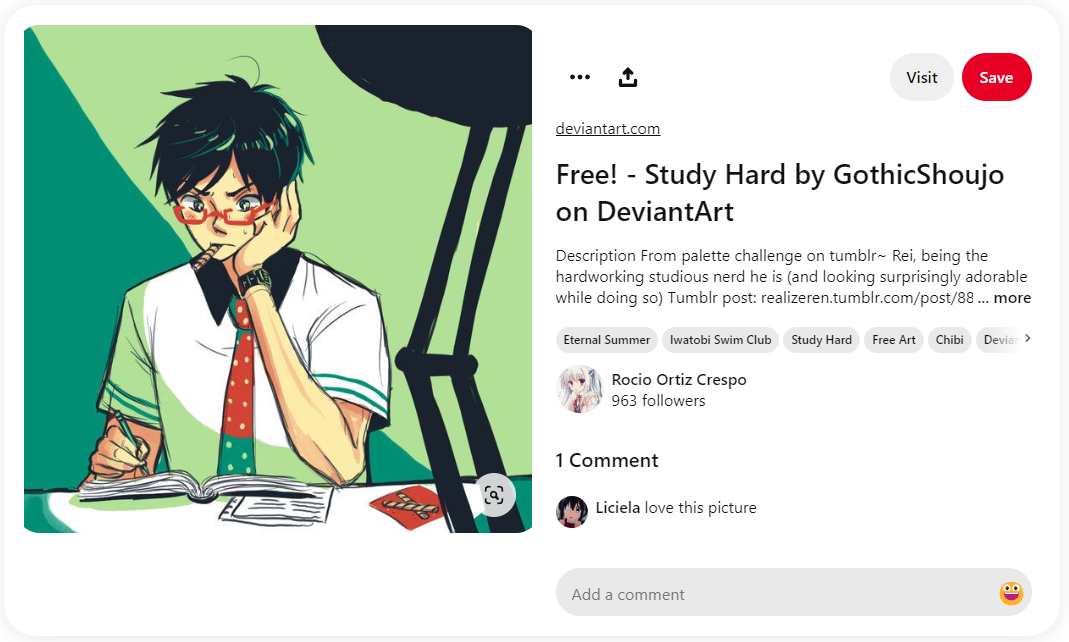 Visit
Save
deviantart.com
Free! - Study Hard by GothicShoujo
on DeviantArt
Description From palette challenge on tumblr~ Rei, being the
hardworking studious nerd he is (and looking surprisingly adorable
while doing so) Tumblr post: realizeren.tumblr.com/post/88 ... more
Eternal Summer
Iwatobi Swim Club
Study Hard
Free Art
Chibi
Devian
Rocio Ortiz Crespo
963 followers
1 Comment
Liciela love this picture
Add a comment